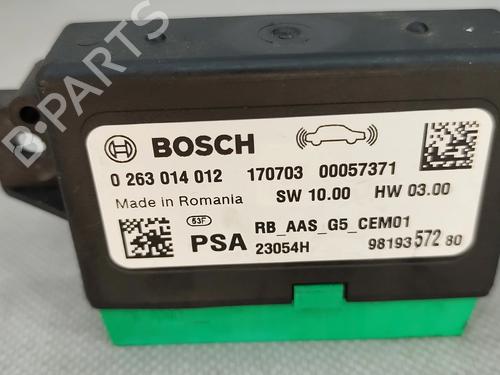 BOSCH
0 263 014 012 170703 00057371
Made in Romania SW 10.00 HW 03.00
53F RB_AAS_G5_CEM01
PSA 23054H 98193 572 80
B-PARTS